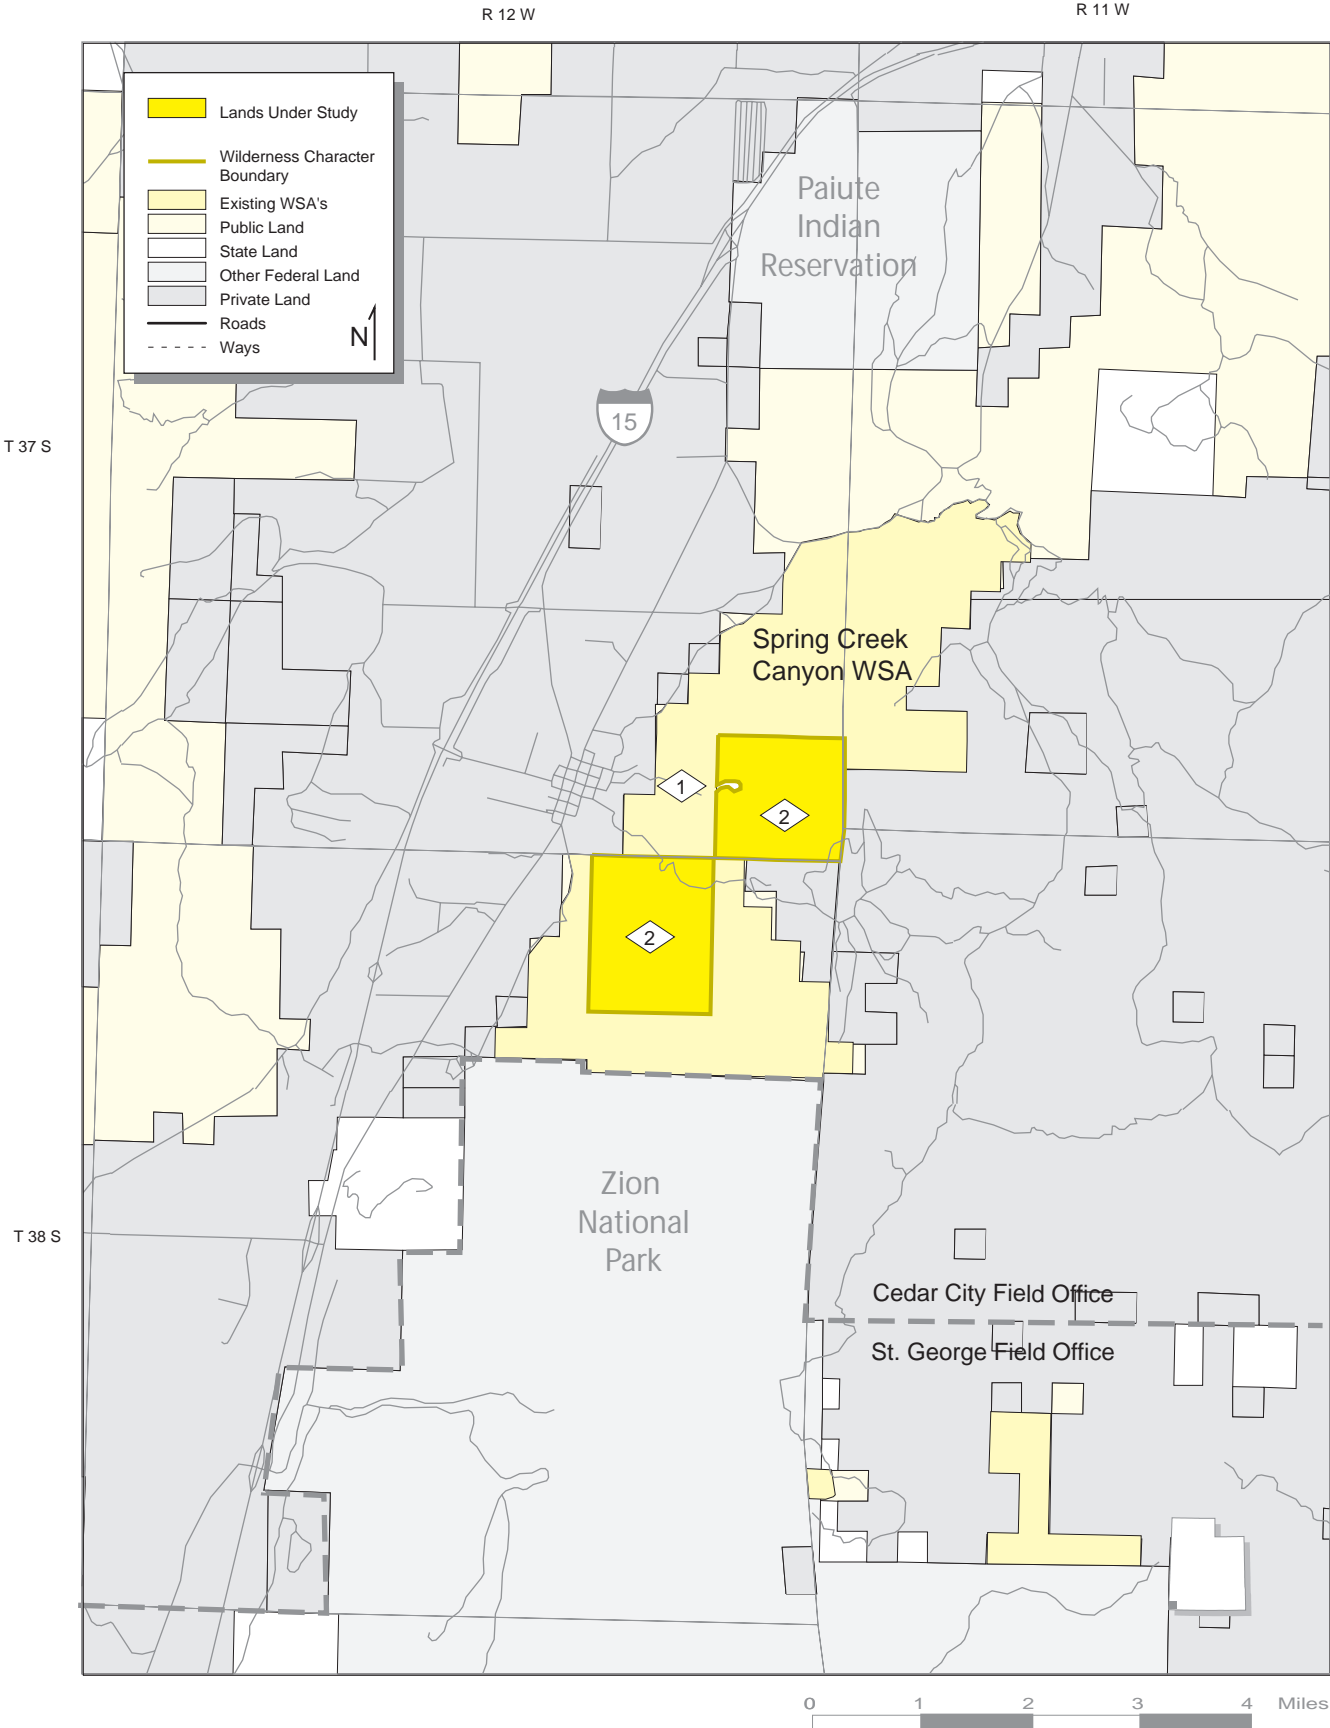 R 12 W
R 11 W
Lands Under Study
Wilderness Character
Boundary
Existing WSA's
Public Land
State Land
Other Federal Land
Private Land
Roads
Ways
N
Paiute
Indian
Reservation
15
T 37 S
Spring Creek
Canyon WSA
1
2
2
Zion
National
Park
T 38 S
Cedar City Field Office
St. George Field Office
0 1 2 3 4 Miles